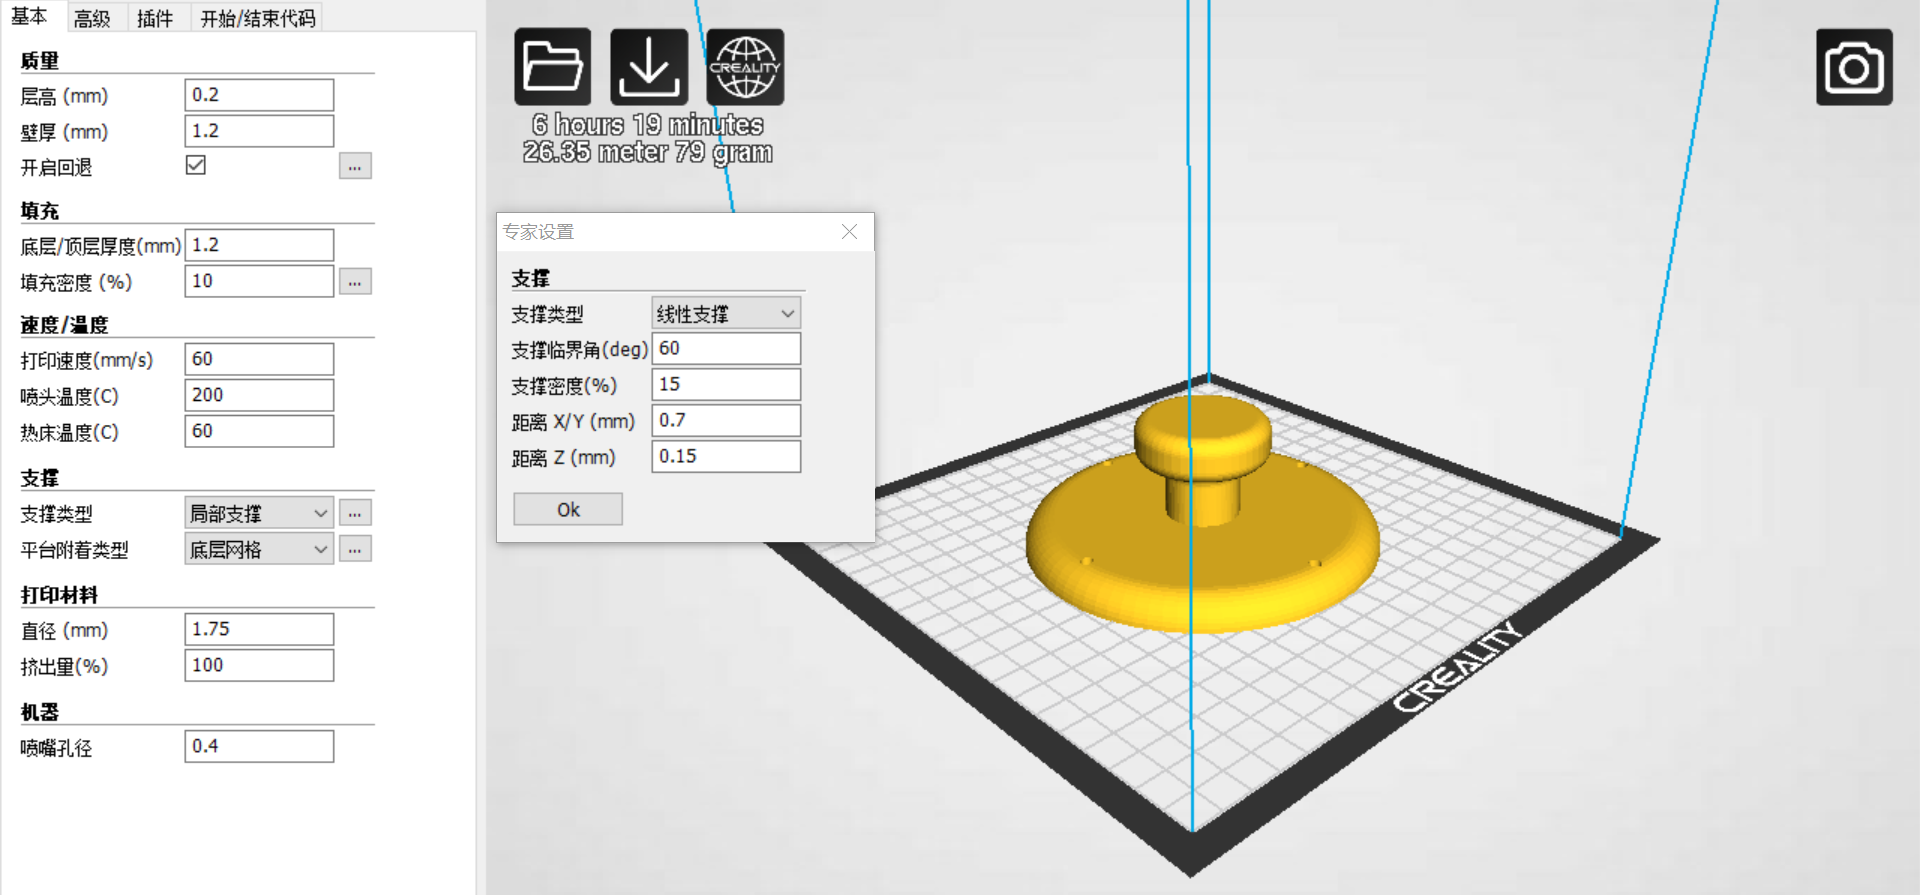 基本 高级 插件 开始/结束代码
质量
层高 (mm) 0.2
壁厚 (mm) 1.2
开启回退 ...
填充
底层/顶层厚度(mm) 1.2
填充密度 (%) 10 ...
速度/温度
打印速度(mm/s) 60
喷头温度(C) 200
热床温度(C) 60
支撑
支撑类型 局部支撑 ...
平台附着类型 底层网格 ...
打印材料
直径 (mm) 1.75
挤出量(%) 100
机器
喷嘴孔径 0.4
CREALITY
6 hours 19 minutes
26.35 meter 79 gram
专家设置
支撑
支撑类型 线性支撑
支撑临界角(deg) 60
支撑密度(%) 15
距离 X/Y (mm) 0.7
距离 Z (mm) 0.15
Ok
CREALITY